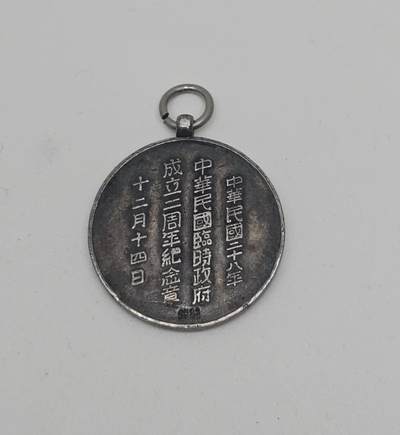 中華民國二十八年
中華民國臨時政府
成立二周年紀念章
十二月十四日